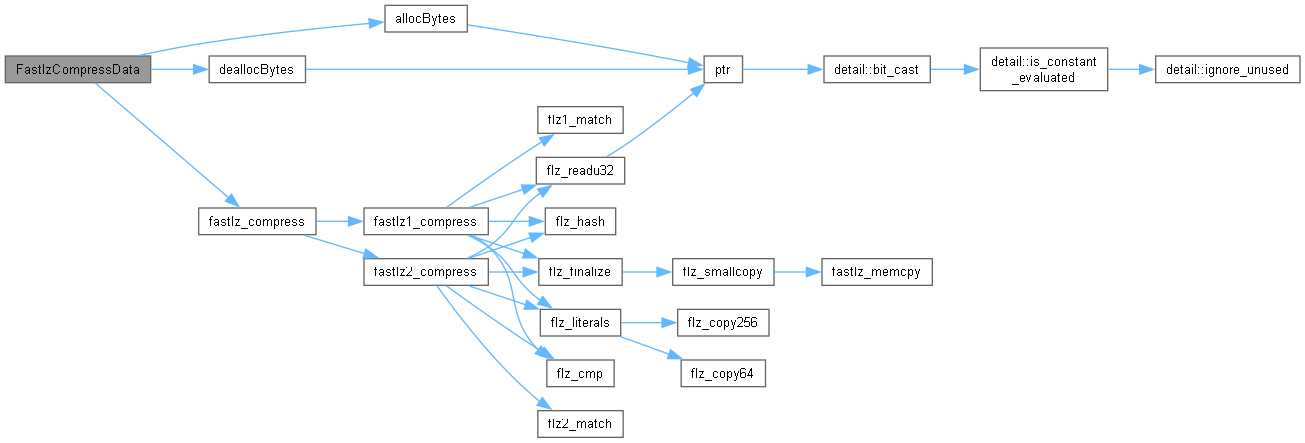 allocBytes
FastlzCompressData
deallocBytes
ptr
detail::bit_cast
detail::is_constant
_evaluated
detail::ignore_unused
flz1_match
flz_readu32
fastlz_compress
fastlz1_compress
flz_hash
fastlz2_compress
flz_finalize
flz_smallcopy
fastlz_memcpy
flz_literals
flz_copy256
flz_cmp
flz_copy64
flz2_match